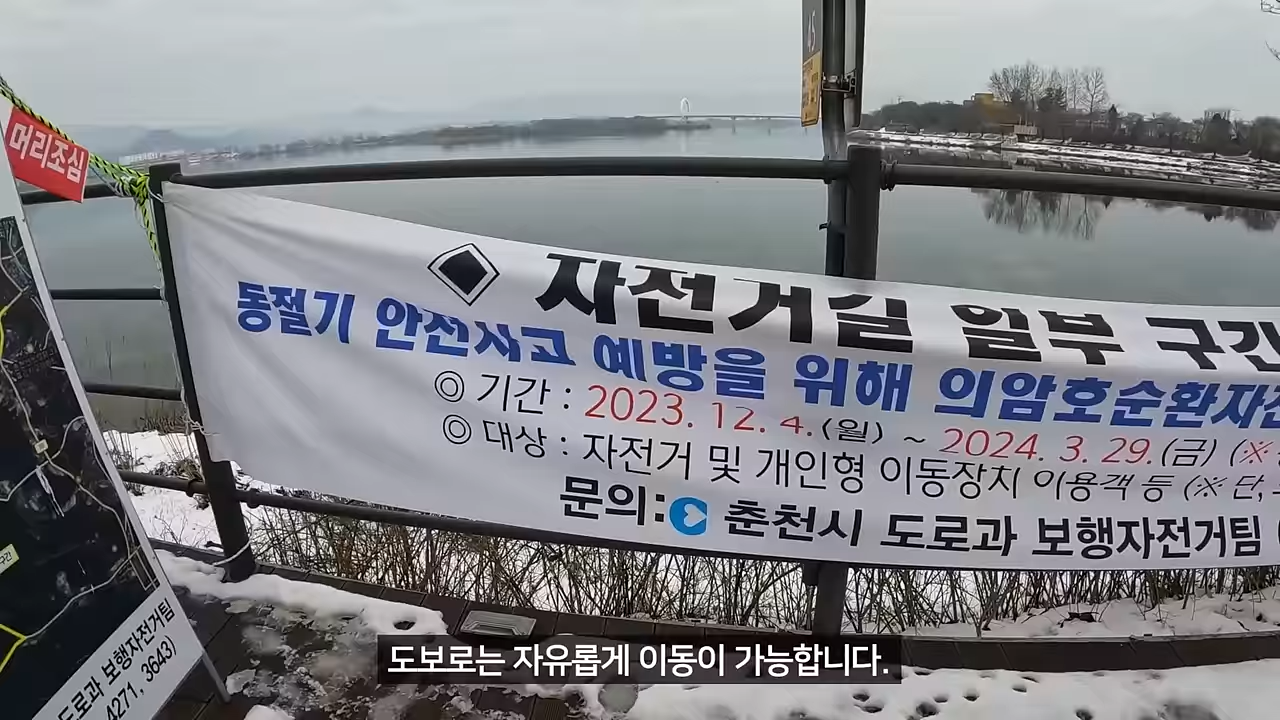 머리조심
◈ 자전거길 일부 구간
동절기 안전사고 예방을 위해 의암호순환자전
◎ 기간 : 2023. 12. 4.(월) ~ 2024. 3. 29.(금) (※
◎ 대상 : 자전거 및 개인형 이동장치 이용객 등 (※ 단,
문의: 춘천시 도로과 보행자전거팀 (
도로과 보행자전거팀
4271, 3643)
구간
45
도보로는 자유롭게 이동이 가능합니다.